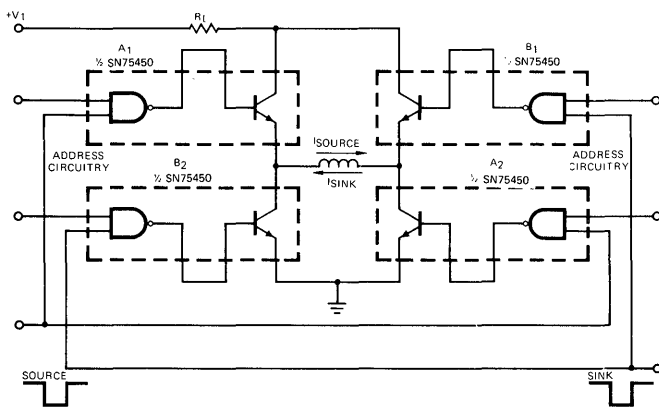 +V1
RL
A1
½ SN75450
B1
½ SN75450
ADDRESS
CIRCUITRY
ISOURCE
ISINK
ADDRESS
CIRCUITRY
B2
½ SN75450
A2
½ SN75450
SOURCE
SINK